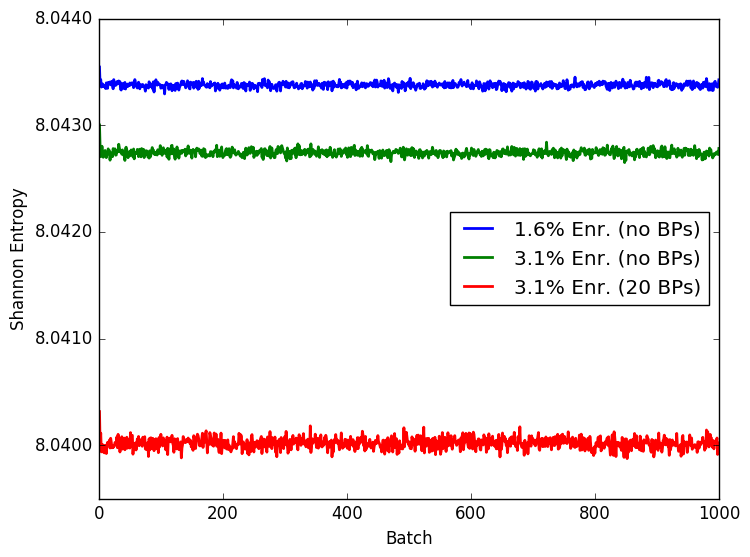 8.0440
8.0430
8.0420
8.0410
8.0400
Shannon Entropy
1.6% Enr. (no BPs)
3.1% Enr. (no BPs)
3.1% Enr. (20 BPs)
0 200 400 600 800 1000
Batch